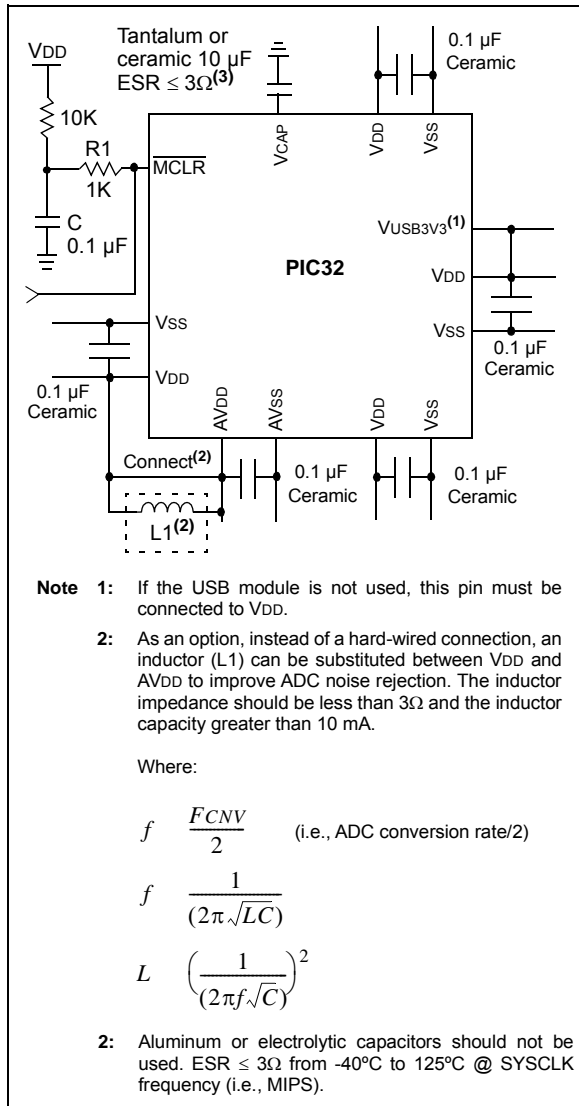 VDD
Tantalum or
ceramic 10 µF
ESR ≤ 3Ω(3)
0.1 µF
Ceramic
10K
R1
1K
C
0.1 µF
MCLR
VCAP
VDD
VSS
VUSB3V3(1)
PIC32
VDD
VSS
0.1 µF
Ceramic
VSS
VDD
0.1 µF
Ceramic
AVDD
AVSS
VDD
VSS
Connect(2)
0.1 µF
Ceramic
0.1 µF
Ceramic
L1(2)
Note 1: If the USB module is not used, this pin must be
connected to VDD.
2: As an option, instead of a hard-wired connection, an
inductor (L1) can be substituted between VDD and
AVDD to improve ADC noise rejection. The inductor
impedance should be less than 3Ω and the inductor
capacity greater than 10 mA.
Where:
f FCNV/2 (i.e., ADC conversion rate/2)
f 1/(2π√LC)
L (1/(2πf√C))²
2: Aluminum or electrolytic capacitors should not be
used. ESR ≤ 3Ω from -40ºC to 125ºC @ SYSCLK
frequency (i.e., MIPS).